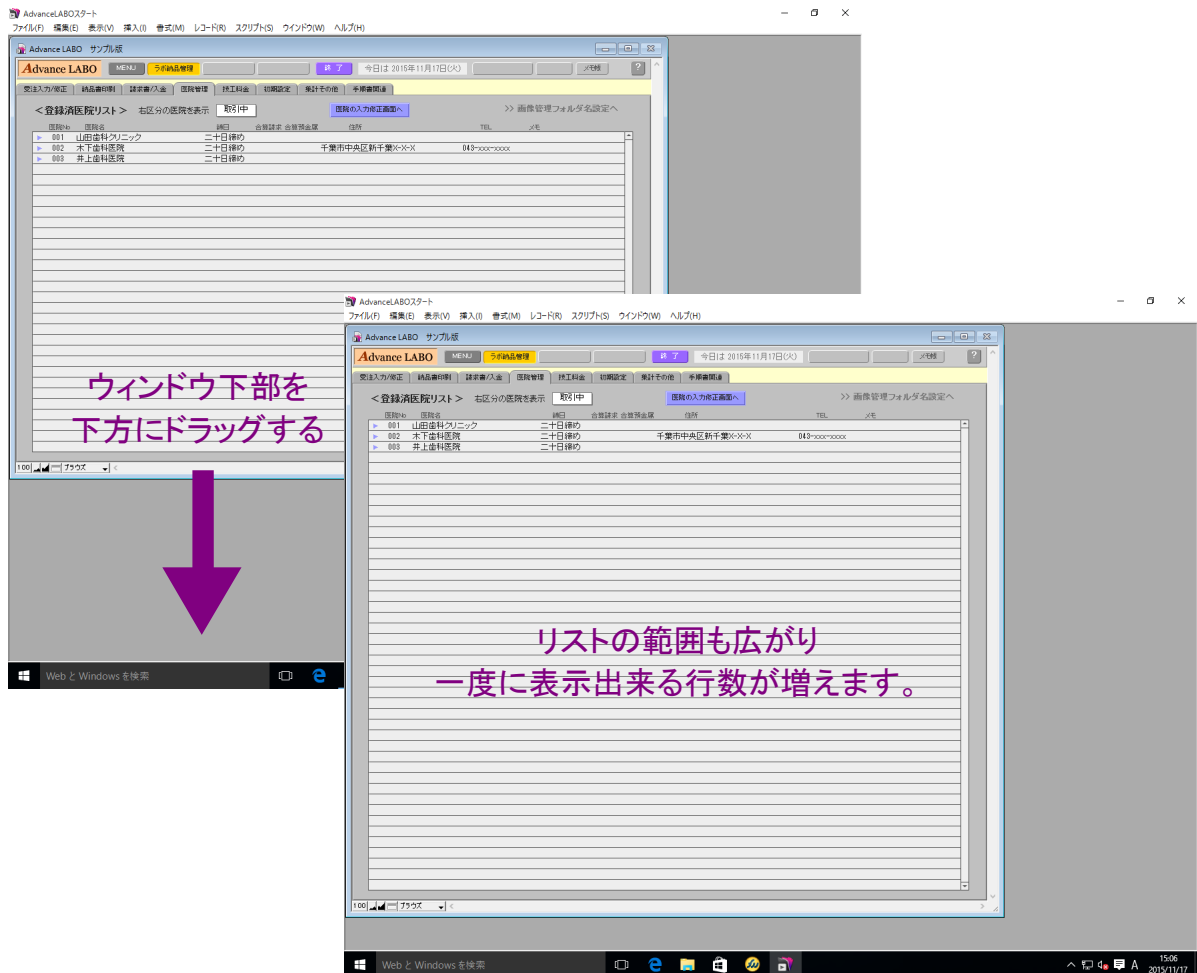 AdvanceLABOスタート
ファイル(F) 編集(E) 表示(V) 挿入(I) 書式(M) レコード(R) スクリプト(S) ウインドウ(W) ヘルプ(H)
Advance LABO サンプル版
Advance LABO MENU ラボ納品管理 終 了 今日は 2015年11月17日(火) メモ帳 ?
受注入力/修正 納品書印刷 請求書/入金 医院管理 技工料金 初期設定 集計その他 手順書関連
＜登録済医院リスト＞ 右区分の医院を表示 取引中 医院の入力修正画面へ >> 画像管理フォルダ名設定へ
医院No 医院名 締日 合算請求 合算預金庫 住所 TEL メモ
001 山田歯科クリニック 二十日締め
002 木下歯科医院 二十日締め 千葉市中央区新千葉X-X-X 043-xxx-xxxx
003 井上歯科医院 二十日締め
ウィンドウ下部を
下方にドラッグする
100 ブラウズ
Web と Windows を検索
AdvanceLABOスタート
ファイル(F) 編集(E) 表示(V) 挿入(I) 書式(M) レコード(R) スクリプト(S) ウインドウ(W) ヘルプ(H)
Advance LABO サンプル版
Advance LABO MENU ラボ納品管理 終 了 今日は 2015年11月17日(火) メモ帳 ?
受注入力/修正 納品書印刷 請求書/入金 医院管理 技工料金 初期設定 集計その他 手順書関連
＜登録済医院リスト＞ 右区分の医院を表示 取引中 医院の入力修正画面へ >> 画像管理フォルダ名設定へ
医院No 医院名 締日 合算請求 合算預金庫 住所 TEL メモ
001 山田歯科クリニック 二十日締め
002 木下歯科医院 二十日締め 千葉市中央区新千葉X-X-X 043-xxx-xxxx
003 井上歯科医院 二十日締め
リストの範囲も広がり
一度に表示出来る行数が増えます。
100 ブラウズ
Web と Windows を検索 A 15:06
2015/11/17